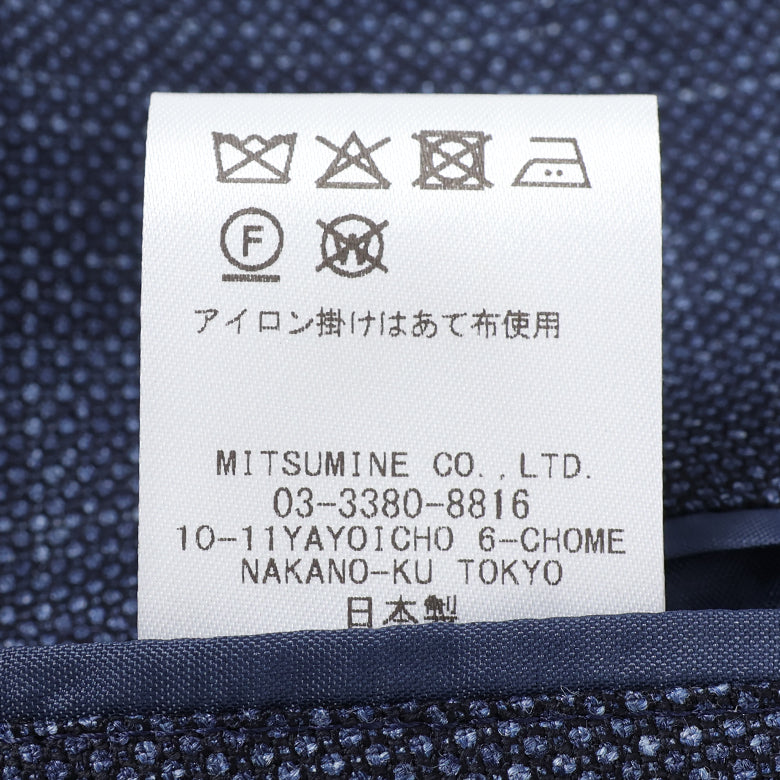 F
W
アイロン掛けはあて布使用
MITSUMINE CO.,LTD.
03-3380-8816
10-11YAYOICHO 6-CHOME
NAKANO-KU TOKYO
日本製